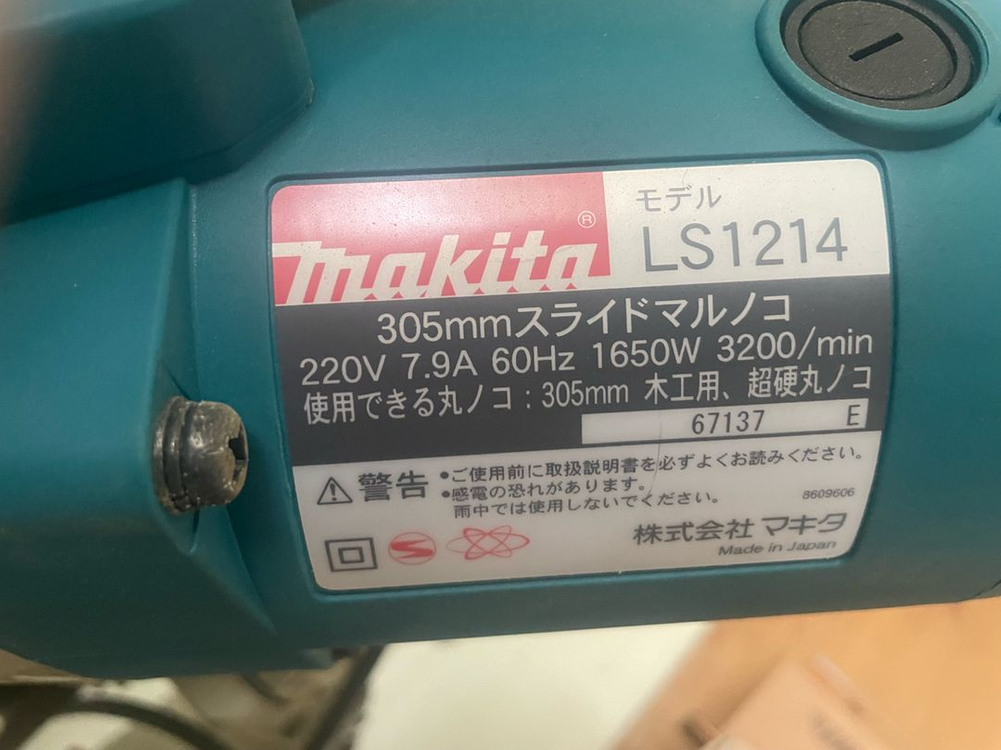 makita®
モデル
LS1214
305mmスライドマルノコ
220V 7.9A 60Hz 1650W 3200/min
使用できる丸ノコ：305mm 木工用、超硬丸ノコ
67137 E
警告
•ご使用前に取扱説明書を必ずよくお読みください。
•感電の恐れがあります。
雨中では使用しないでください。
8609606
株式会社 マキタ
Made in Japan